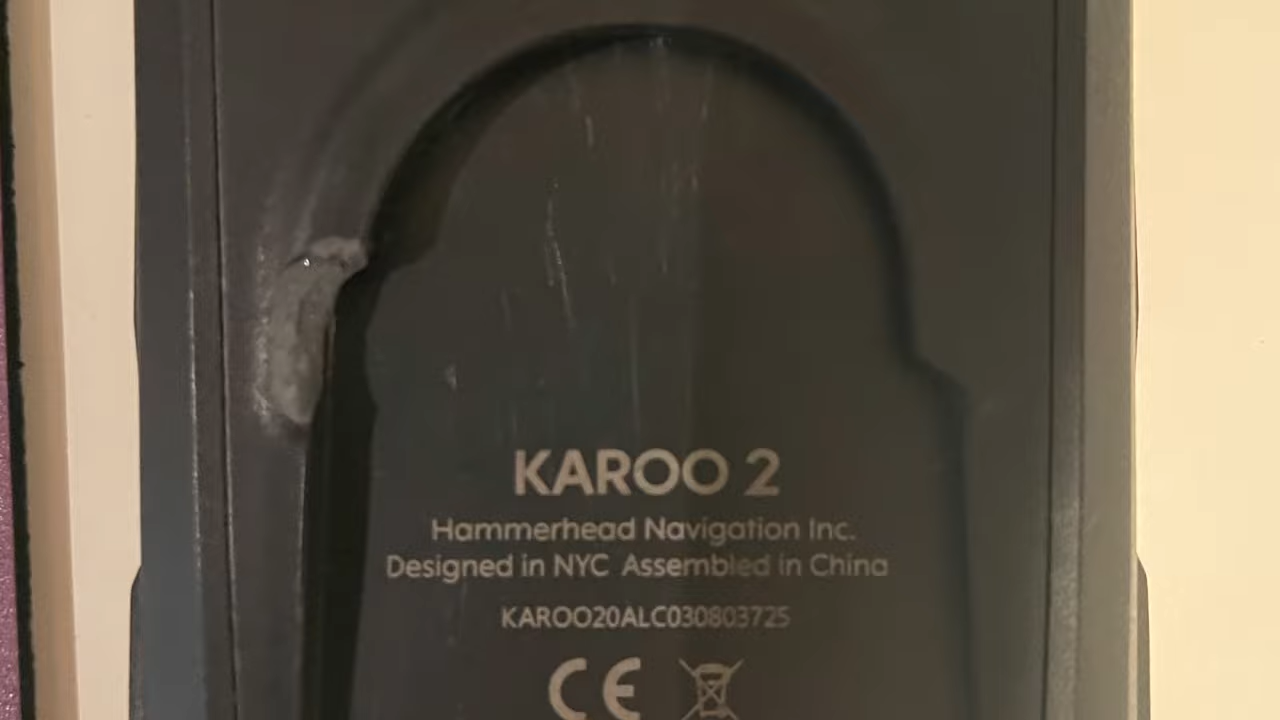 KAROO 2
Hammerhead Navigation Inc.
Designed in NYC Assembled in China
KAROO20ALC030803725
CE